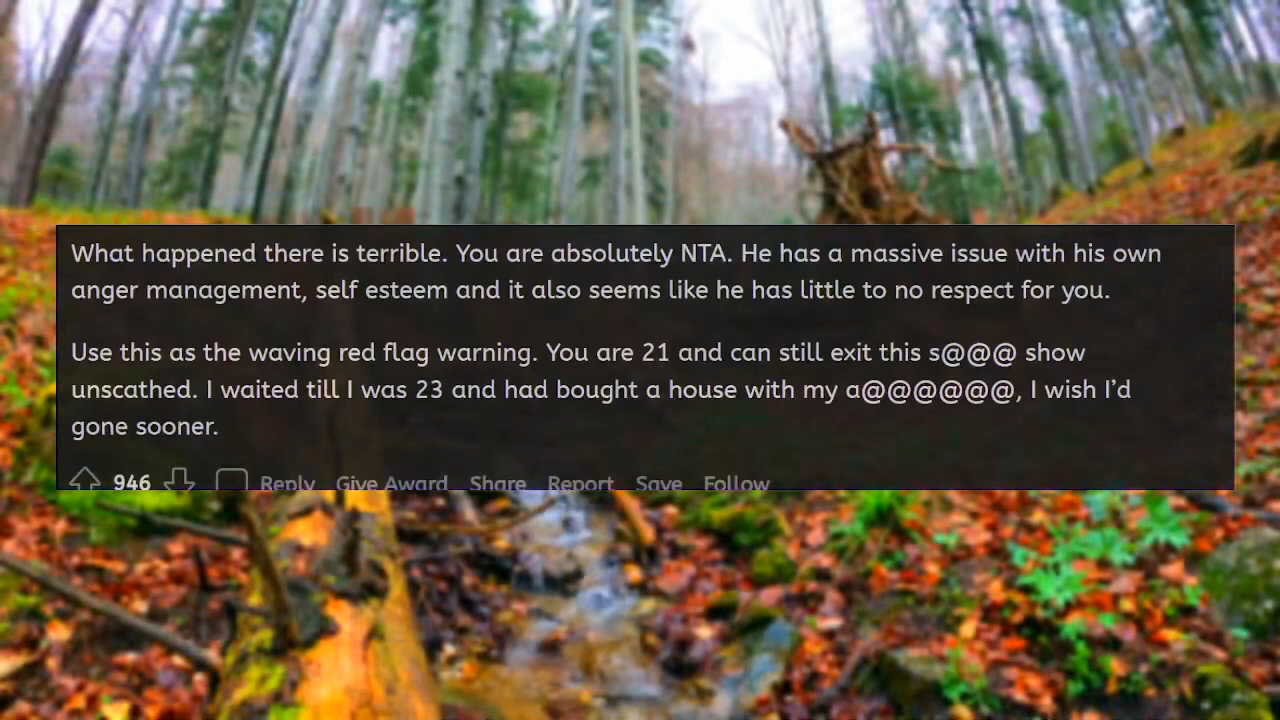 What happened there is terrible. You are absolutely NTA. He has a massive issue with his own
anger management, self esteem and it also seems like he has little to no respect for you.
Use this as the waving red flag warning. You are 21 and can still exit this s@@@ show
unscathed. I waited till I was 23 and had bought a house with my a@@@@@@, I wish I’d
gone sooner.
946 Reply Give Award Share Report Save Follow